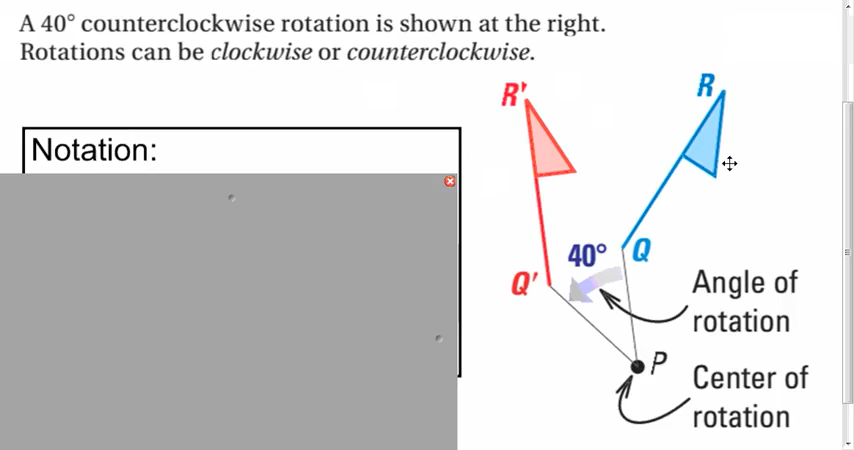 A 40° counterclockwise rotation is shown at the right.
Rotations can be clockwise or counterclockwise.
Notation:
R'
R
40°
Q
Q'
Angle of
rotation
P
Center of
rotation